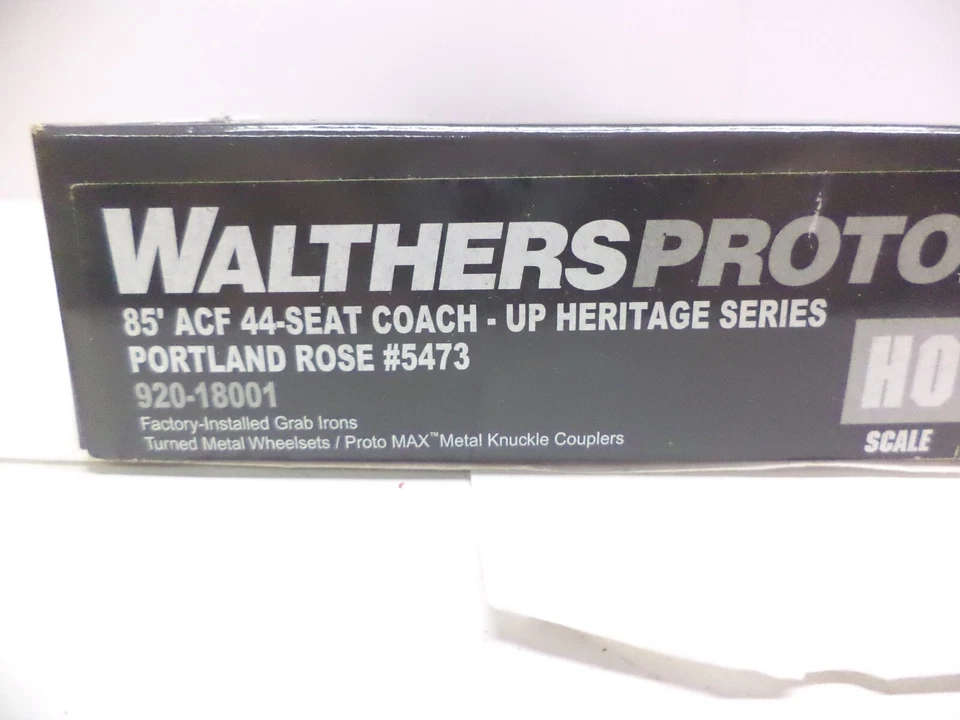 WALTHERSPROTO
85' ACF 44-SEAT COACH - UP HERITAGE SERIES
PORTLAND ROSE #5473
920-18001
Factory-Installed Grab Irons
Turned Metal Wheelsets / Proto MAX™ Metal Knuckle Couplers
HO
SCALE